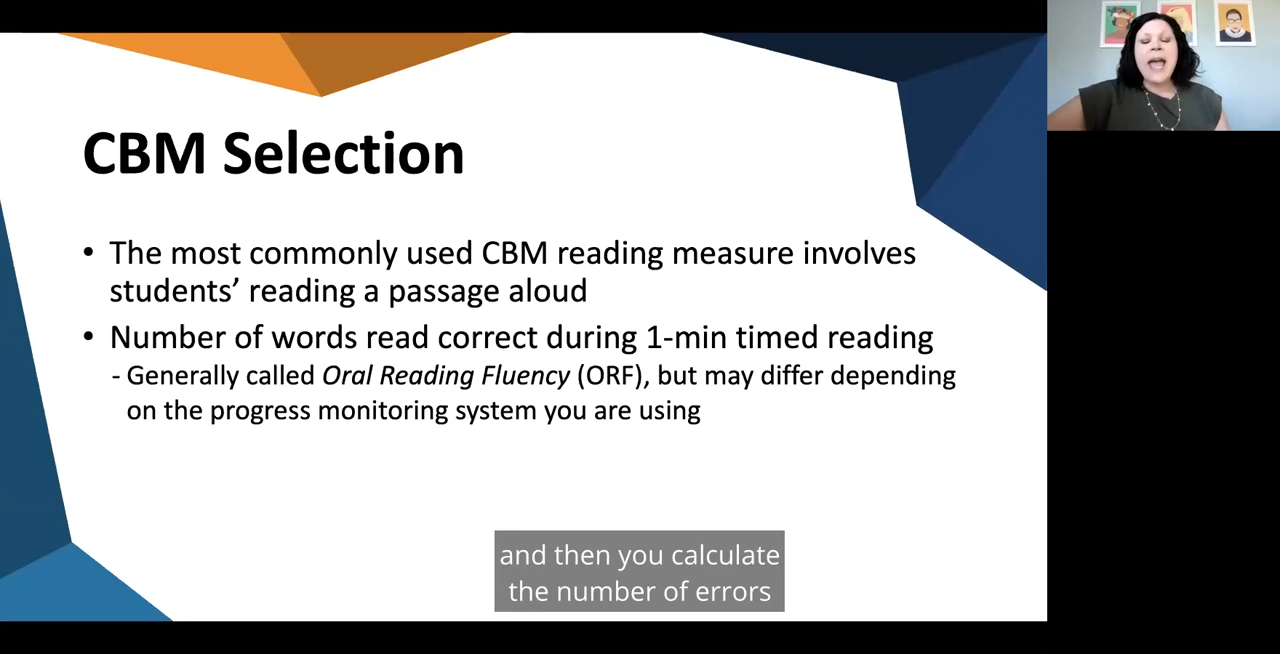 CBM Selection
• The most commonly used CBM reading measure involves
students’ reading a passage aloud
• Number of words read correct during 1-min timed reading
- Generally called Oral Reading Fluency (ORF), but may differ depending
on the progress monitoring system you are using
and then you calculate
the number of errors